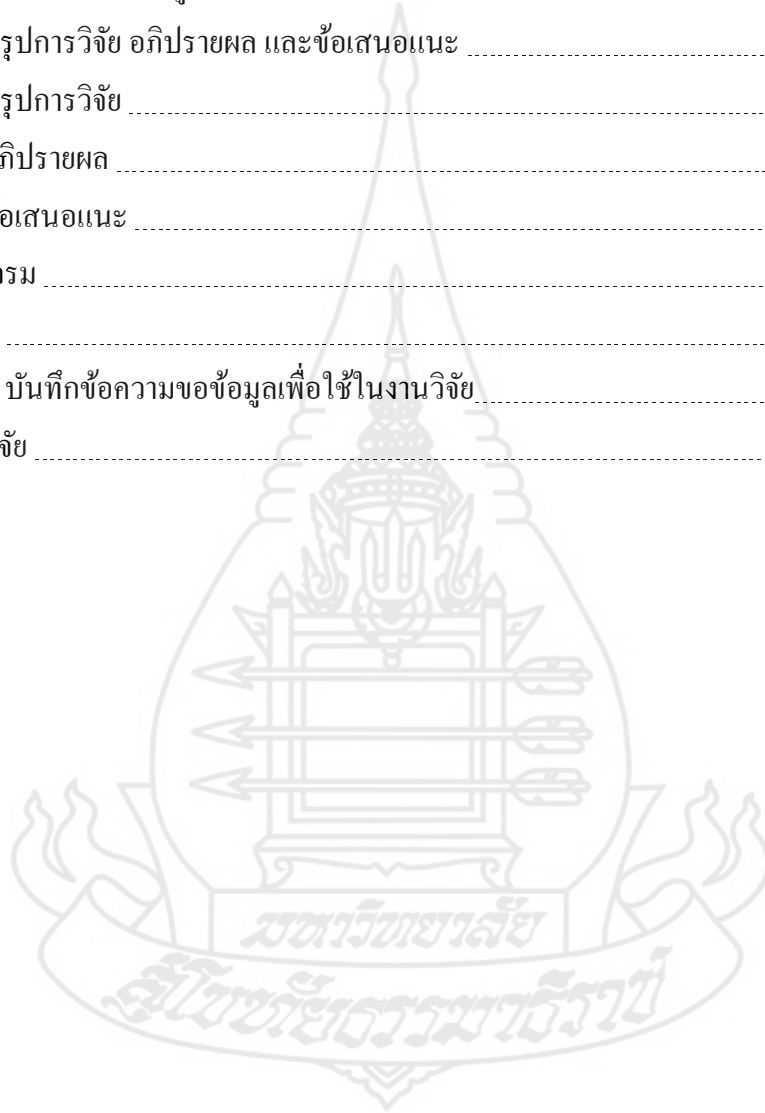 รุปการวิจัย อภิปรายผล และข้อเสนอแนะ
รุปการวิจัย
ภิปรายผล
อเสนอแนะ
รรม
บันทึกข้อความขอข้อมูลเพื่อใช้ในงานวิจัย
จัย
มหาวิทยาลัย
สุโขทัยธรรมาธิราช